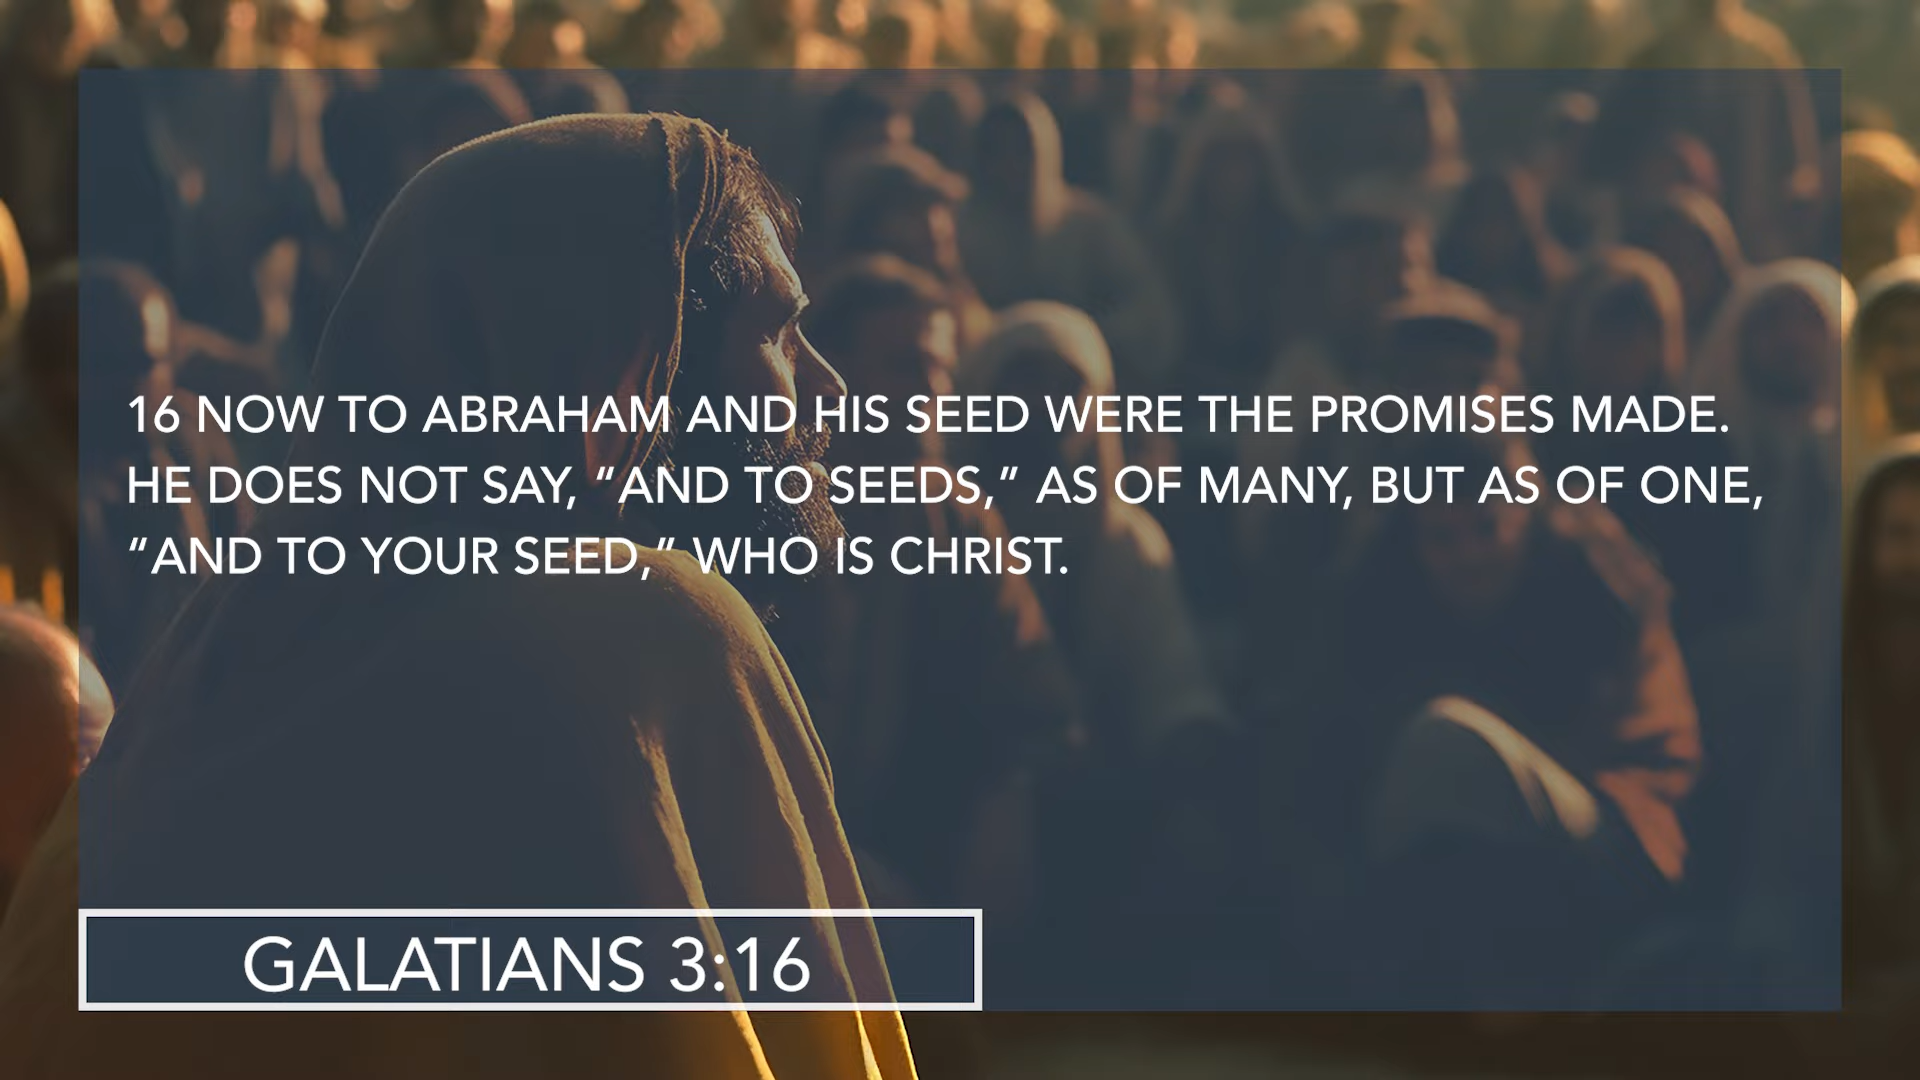 16 NOW TO ABRAHAM AND HIS SEED WERE THE PROMISES MADE.
HE DOES NOT SAY, “AND TO SEEDS,” AS OF MANY, BUT AS OF ONE,
“AND TO YOUR SEED,” WHO IS CHRIST.
GALATIANS 3:16